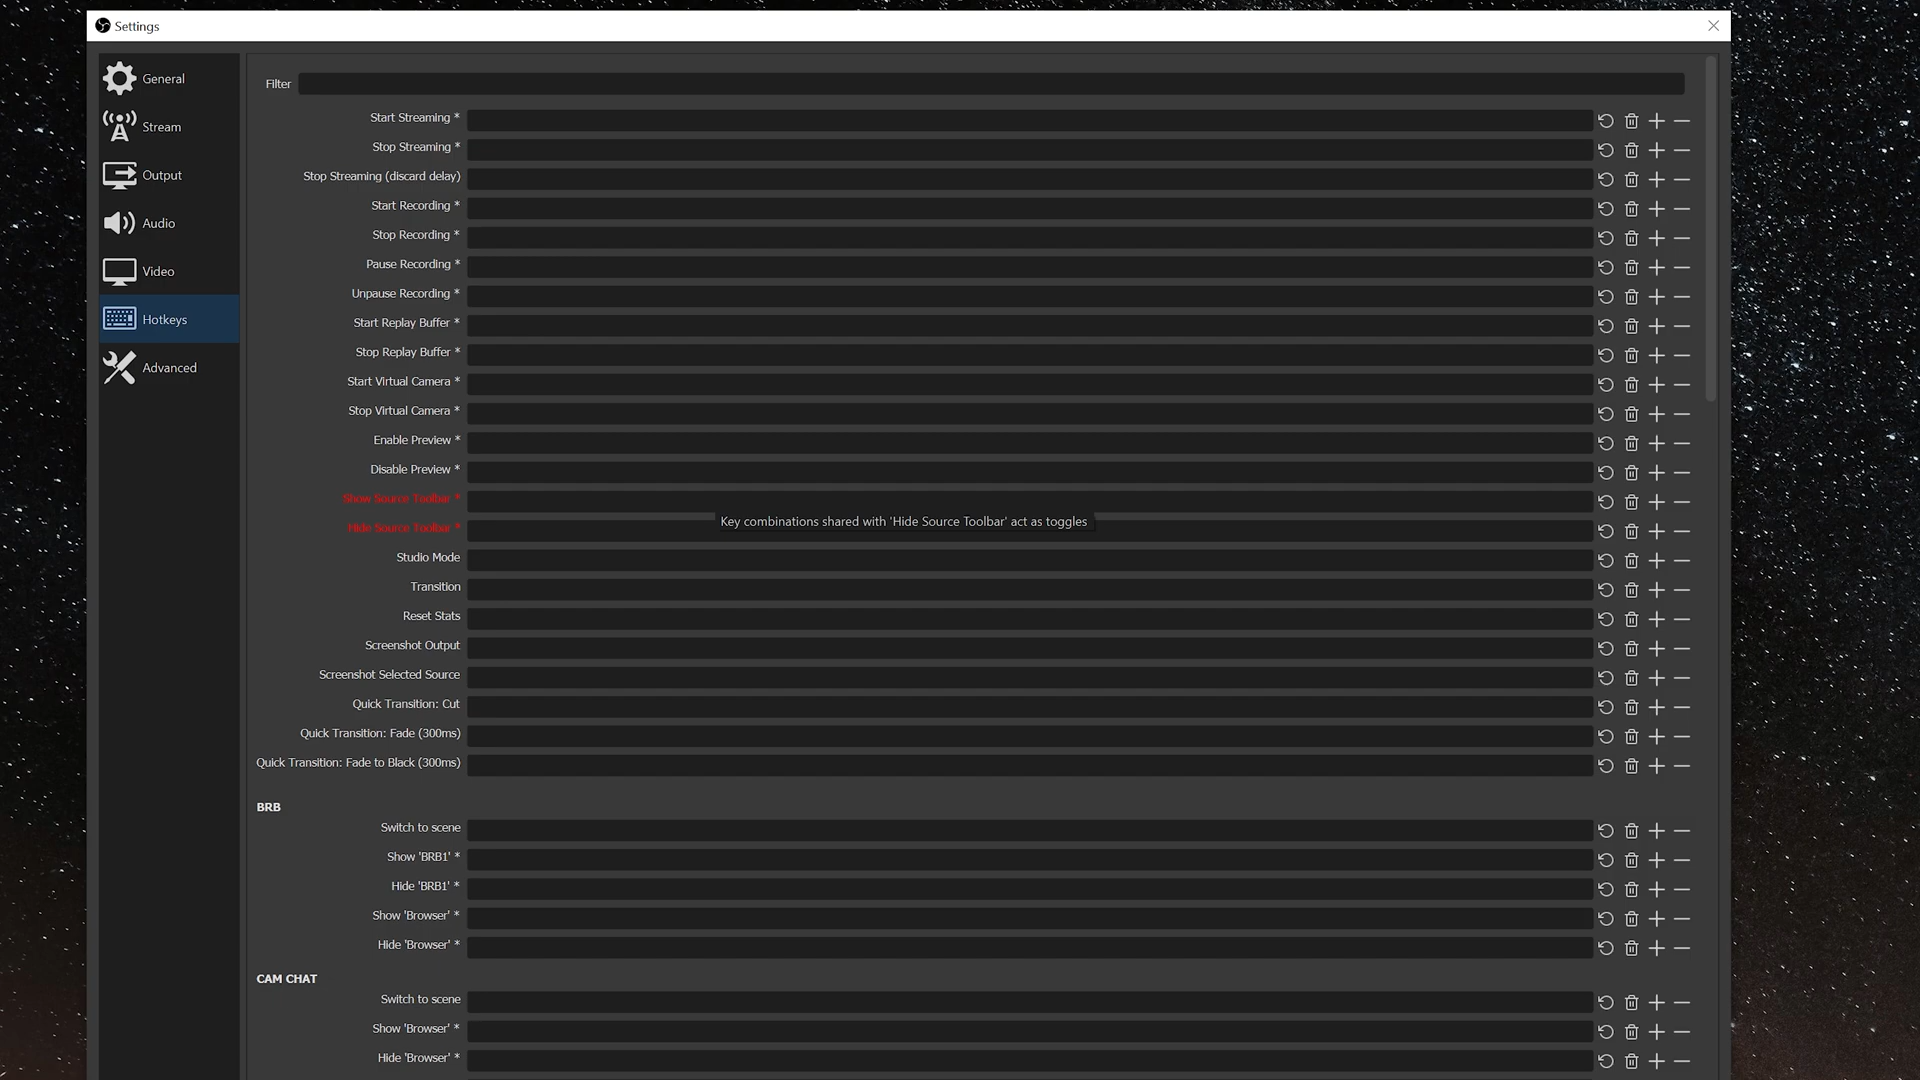 Settings
General
Stream
Output
Audio
Video
Hotkeys
Advanced
Filter
Start Streaming *
Stop Streaming *
Stop Streaming (discard delay)
Start Recording *
Stop Recording *
Pause Recording *
Unpause Recording *
Start Replay Buffer *
Stop Replay Buffer *
Start Virtual Camera *
Stop Virtual Camera *
Enable Preview *
Disable Preview *
Show Source Toolbar *
Key combinations shared with 'Hide Source Toolbar' act as toggles
Hide Source Toolbar *
Studio Mode
Transition
Reset Stats
Screenshot Output
Screenshot Selected Source
Quick Transition: Cut
Quick Transition: Fade (300ms)
Quick Transition: Fade to Black (300ms)
BRB
Switch to scene
Show 'BRB1' *
Hide 'BRB1' *
Show 'Browser' *
Hide 'Browser' *
CAM CHAT
Switch to scene
Show 'Browser' *
Hide 'Browser' *